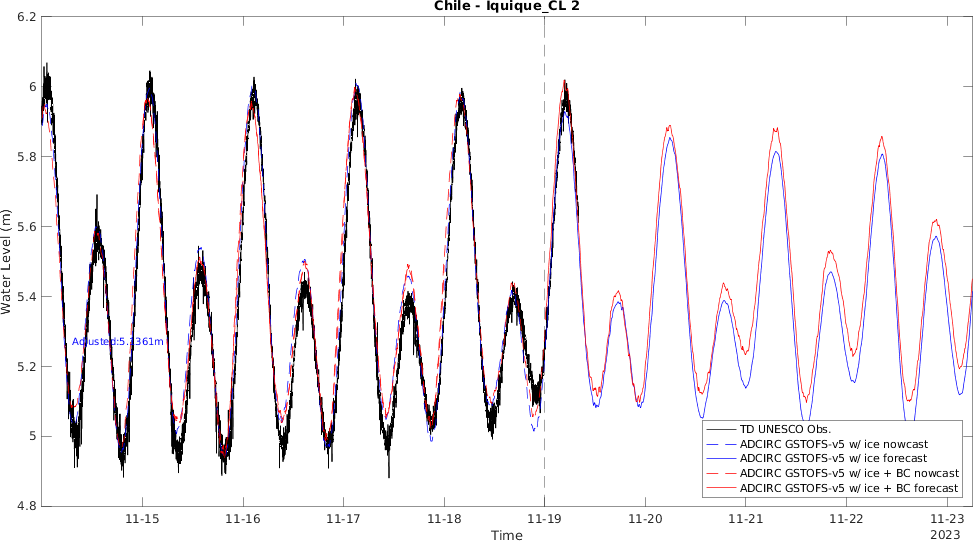 Chile - Iquique_CL 2
Water Level (m)
6.2
6
5.8
5.6
5.4
5.2
5
4.8
Adjusted:5.1361m
TD UNESCO Obs.
ADCIRC GSTOFS-v5 w/ ice nowcast
ADCIRC GSTOFS-v5 w/ ice forecast
ADCIRC GSTOFS-v5 w/ ice + BC nowcast
ADCIRC GSTOFS-v5 w/ ice + BC forecast
11-15 11-16 11-17 11-18 11-19 11-20 11-21 11-22 11-23
2023
Time